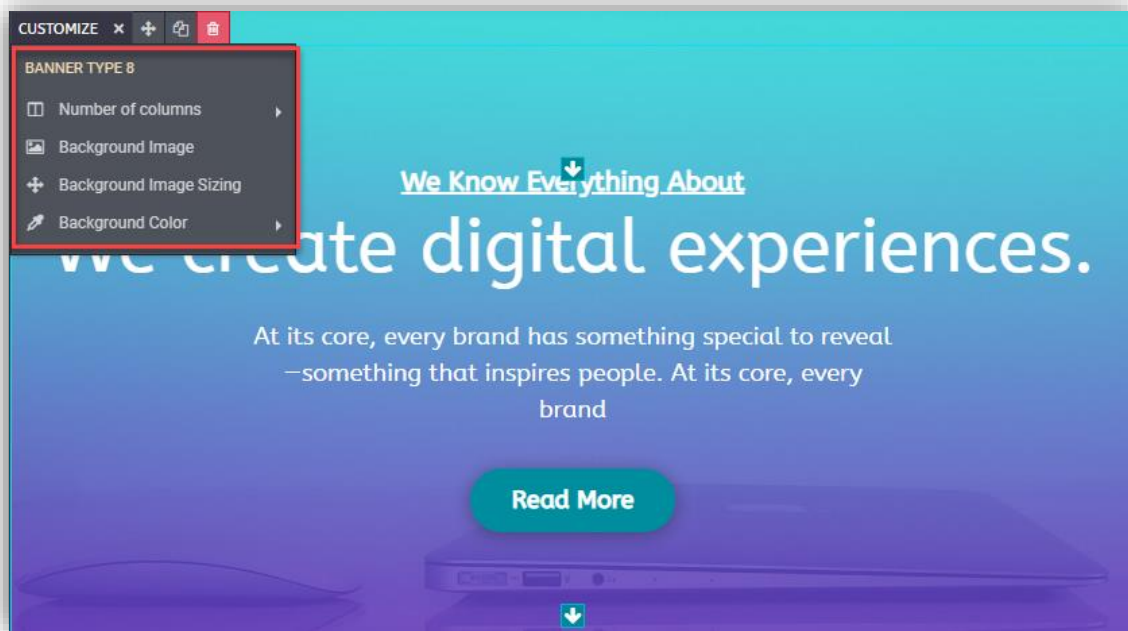 CUSTOMIZE
BANNER TYPE 8
Number of columns
Background Image
Background Image Sizing
Background Color
We Know Everything About
We create digital experiences.
At its core, every brand has something special to reveal
—something that inspires people. At its core, every
brand
Read More